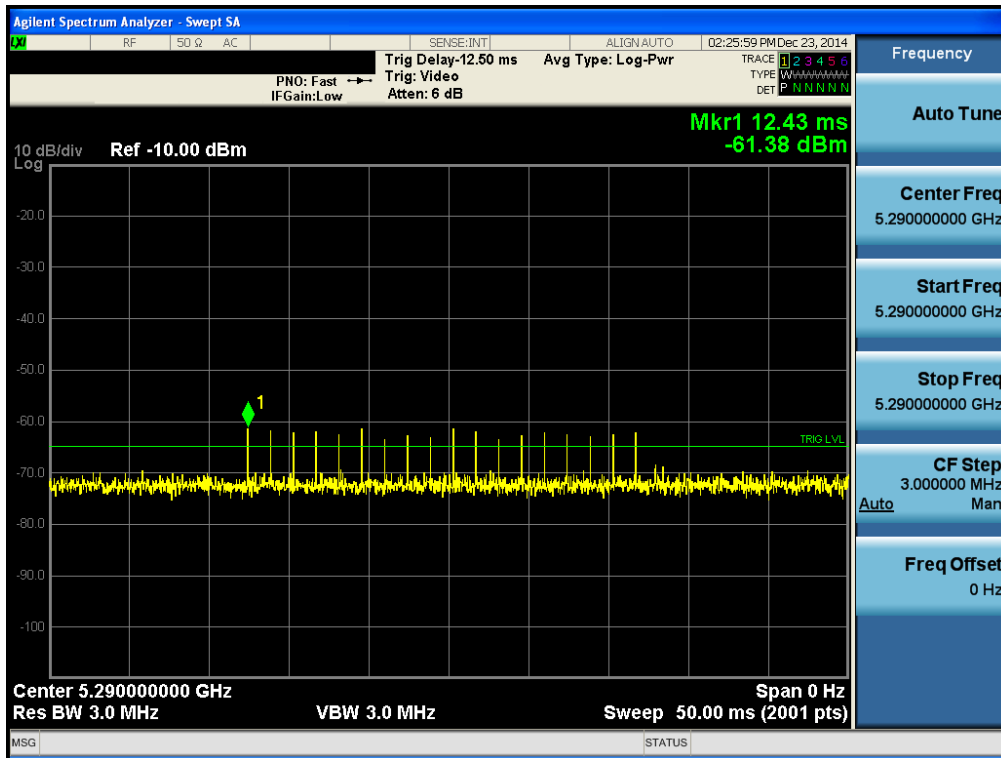 Agilent Spectrum Analyzer - Swept SA
LXI RF 50 Ω AC SENSE:INT ALIGN AUTO 02:25:59 PM Dec 23, 2014
Trig Delay-12.50 ms Avg Type: Log-Pwr TRACE 1 2 3 4 5 6
PNO: Fast Trig: Video TYPE W
IFGain:Low Atten: 6 dB DET P N N N N N
Mkr1 12.43 ms
-61.38 dBm
10 dB/div Ref -10.00 dBm
Log
-20.0
-30.0
-40.0
-50.0
-60.0
1
TRIG LVL
-70.0
-80.0
-90.0
-100
Center 5.290000000 GHz Span 0 Hz
Res BW 3.0 MHz VBW 3.0 MHz Sweep 50.00 ms (2001 pts)
MSG STATUS
Frequency
Auto Tune
Center Freq
5.290000000 GHz
Start Freq
5.290000000 GHz
Stop Freq
5.290000000 GHz
CF Step
3.000000 MHz
Auto Man
Freq Offset
0 Hz